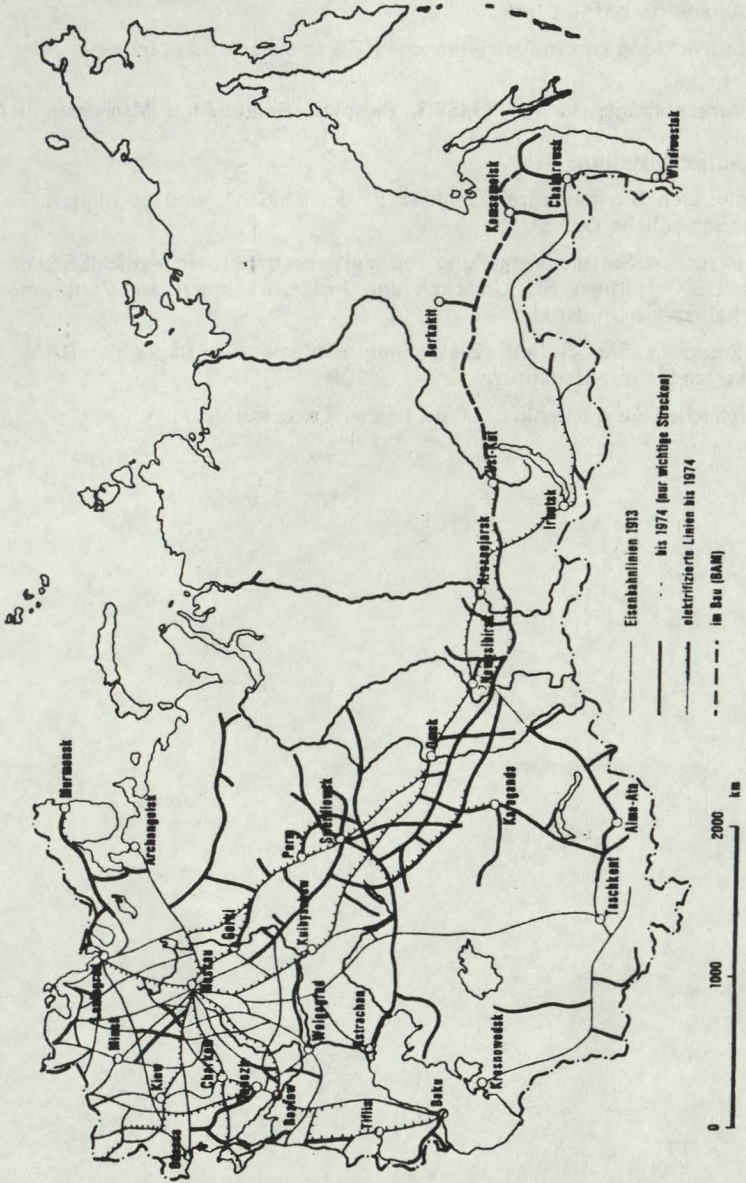 Murmansk
Archangelsk
Leningrad
Minsk
Moskau
Kiew
Gorki
Perm
Charkow
Odessa
Rostow
Wolgograd
Astrachan
Tiflis
Baku
Krasnowodsk
Omsk
Karaganda
Taschkent
Alma-Ata
Nowosibirsk
Krasnojarsk
Ust-Kut
Irkutsk
Berkakit
Komsomolsk
Chabarowsk
Wladiwostok
Eisenbahnlinien 1913
bis 1974 (nur wichtige Strecken)
elektrifizierte Linien bis 1974
im Bau (BAM)
0 1000 2000
km